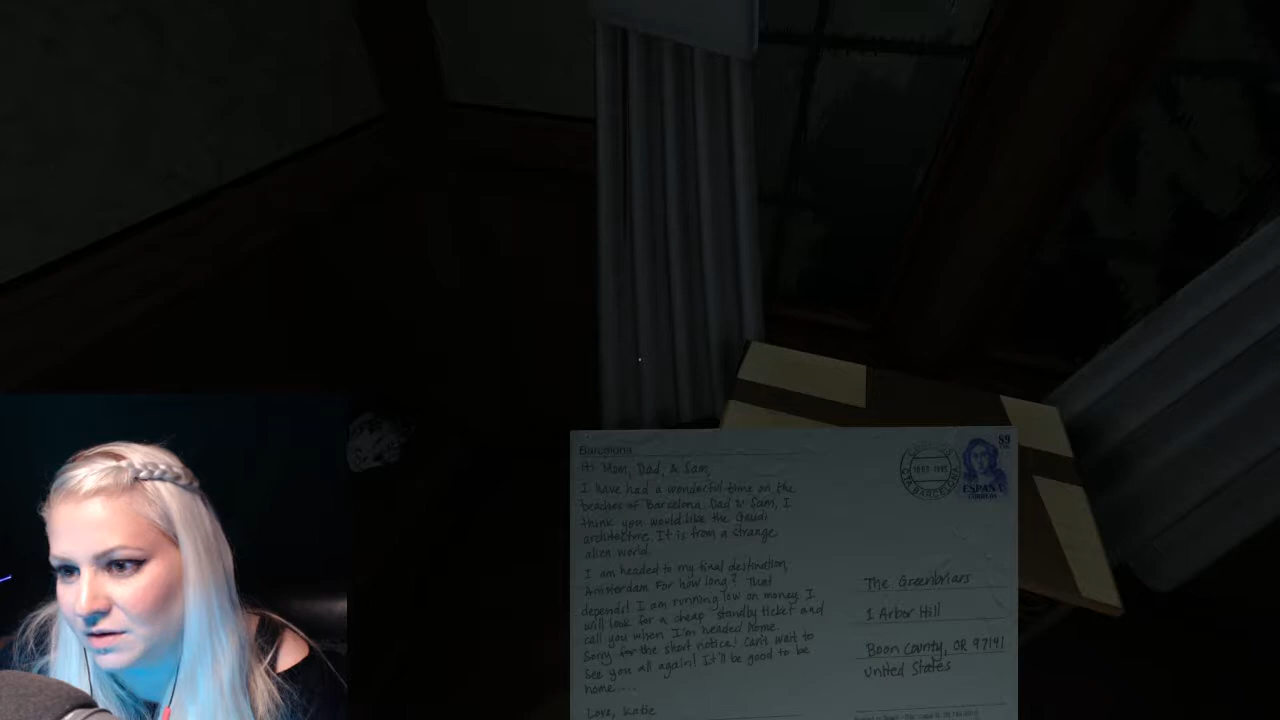 Barcelona
Hi Mom, Dad, & Sam,
I have had a wonderful time on the
beaches of Barcelona. Dad & Sam, I
think you would like the Gaudi
architecture. It is from a strange
alien world.
I am headed to my final destination,
Amsterdam. For how long? That
depends! I am running low on money. I
will look for a cheap standby ticket and
call you when I'm headed home.
Sorry for the short notice! Can't wait to
see you all again! It'll be good to be
home....
Love, Katie
89
ESPAÑA
CORREOS
BARCELONA
The Greenbriars
1 Arbor Hill
Boon County, OR 97191
United States